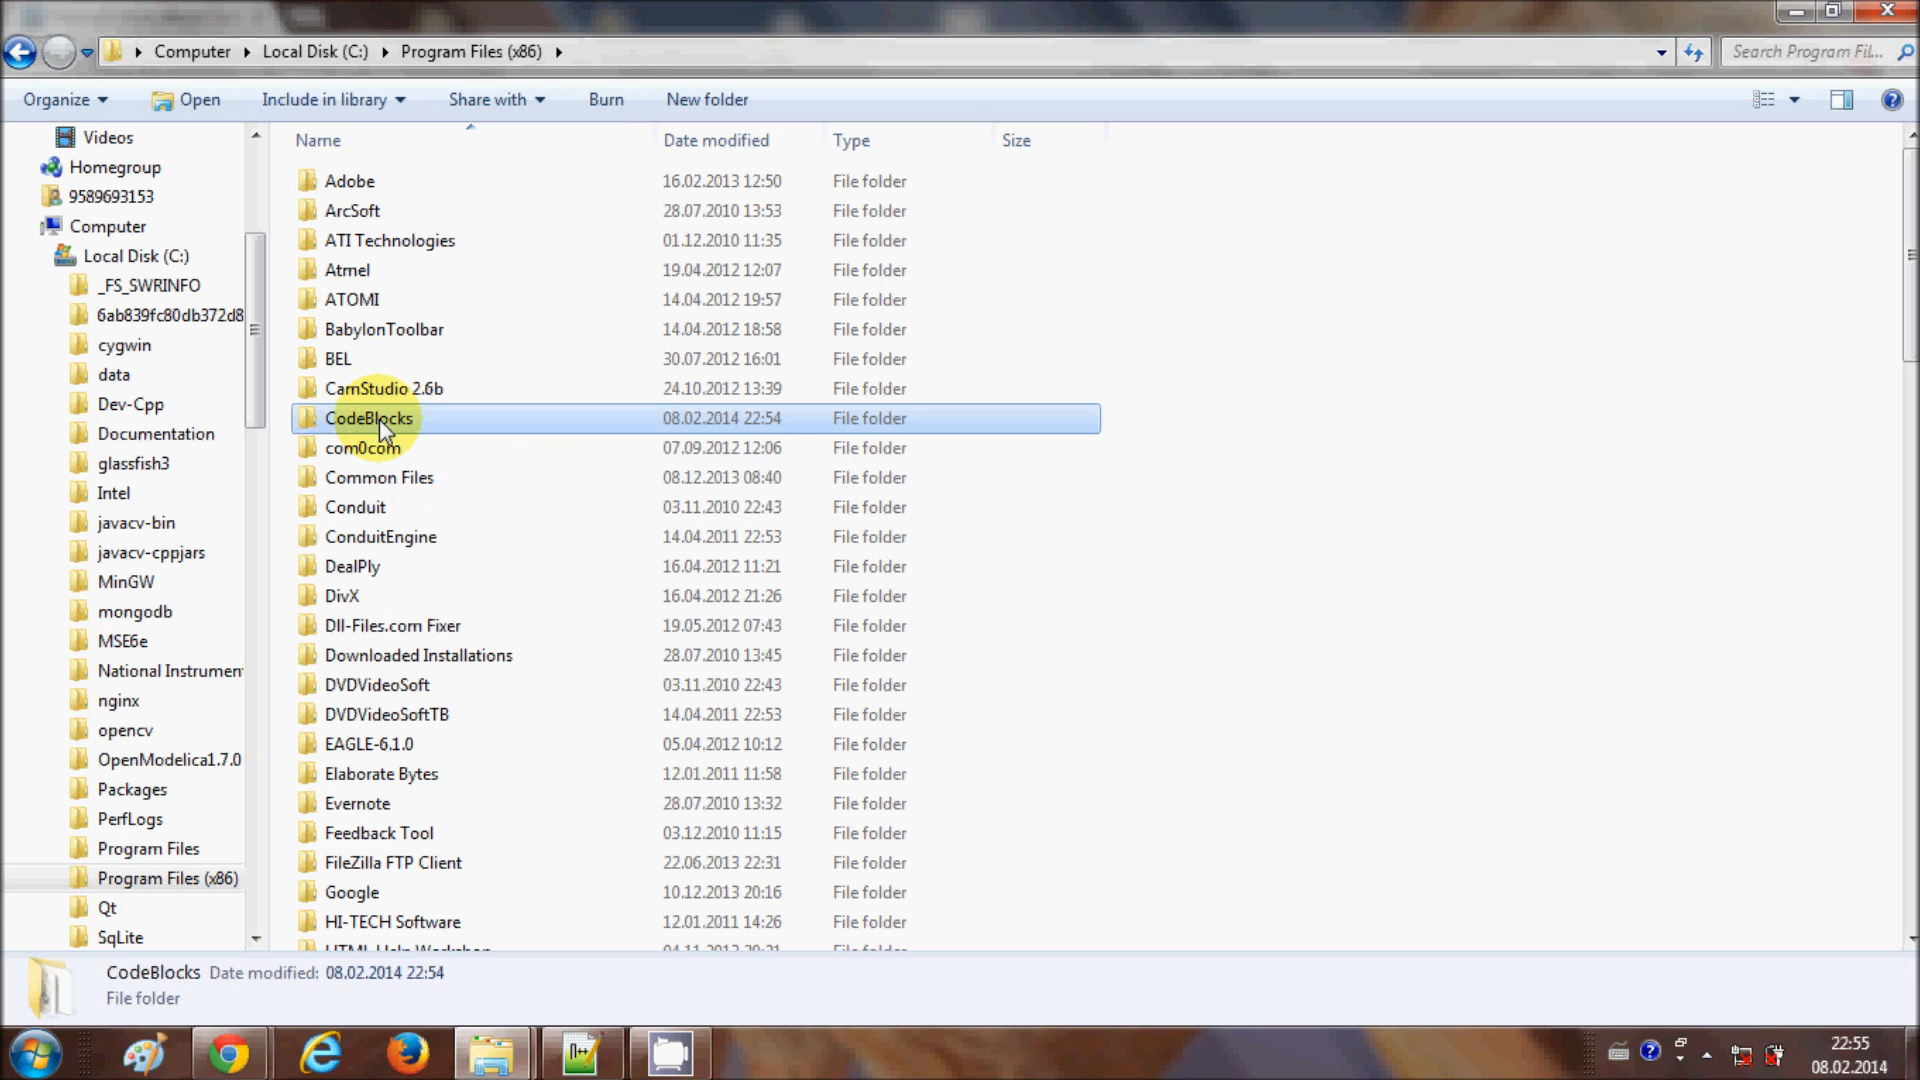 Computer Local Disk (C:) Program Files (x86)
Search Program Fil...
Organize Open Include in library Share with Burn New folder
Videos
Homegroup
9589693153
Computer
Local Disk (C:)
_FS_SWRINFO
6ab839fc80db372d8
cygwin
data
Dev-Cpp
Documentation
glassfish3
Intel
javacv-bin
javacv-cppjars
MinGW
mongodb
MSE6e
National Instrumen
nginx
opencv
OpenModelica1.7.0
Packages
PerfLogs
Program Files
Program Files (x86)
Qt
SqLite
Name Date modified Type Size
Adobe 16.02.2013 12:50 File folder
ArcSoft 28.07.2010 13:53 File folder
ATI Technologies 01.12.2010 11:35 File folder
Atmel 19.04.2012 12:07 File folder
ATOMI 14.04.2012 19:57 File folder
BabylonToolbar 14.04.2012 18:58 File folder
BEL 30.07.2012 16:01 File folder
CamStudio 2.6b 24.10.2012 13:39 File folder
CodeBlocks 08.02.2014 22:54 File folder
com0com 07.09.2012 12:06 File folder
Common Files 08.12.2013 08:40 File folder
Conduit 03.11.2010 22:43 File folder
ConduitEngine 14.04.2011 22:53 File folder
DealPly 16.04.2012 11:21 File folder
DivX 16.04.2012 21:26 File folder
Dll-Files.com Fixer 19.05.2012 07:43 File folder
Downloaded Installations 28.07.2010 13:45 File folder
DVDVideoSoft 03.11.2010 22:43 File folder
DVDVideoSoftTB 14.04.2011 22:53 File folder
EAGLE-6.1.0 05.04.2012 10:12 File folder
Elaborate Bytes 12.01.2011 11:58 File folder
Evernote 28.07.2010 13:32 File folder
Feedback Tool 03.12.2010 11:15 File folder
FileZilla FTP Client 22.06.2013 22:31 File folder
Google 10.12.2013 20:16 File folder
HI-TECH Software 12.01.2011 14:26 File folder
HTML Help Workshop
CodeBlocks Date modified: 08.02.2014 22:54
File folder
22:55
08.02.2014